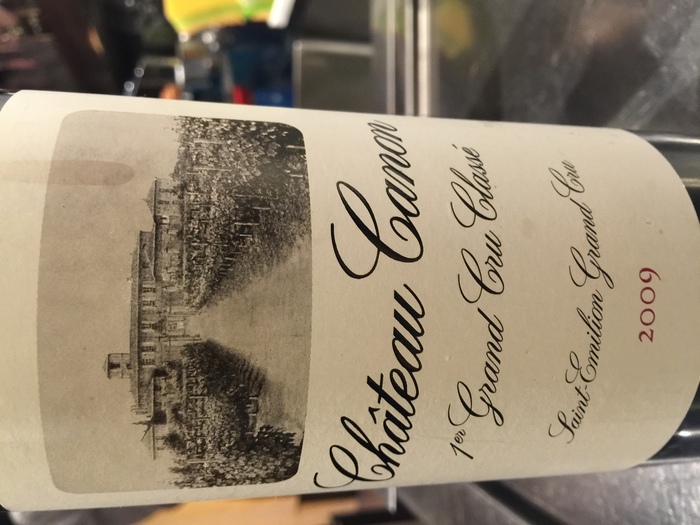 Château Canon
1er Grand Cru Classé
Saint-Emilion Grand Cru
2009